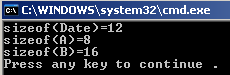 C:\WINDOWS\system32\cmd.exe
sizeof(Date)=12
sizeof(A)=8
sizeof(B)=16
Press any key to continue .